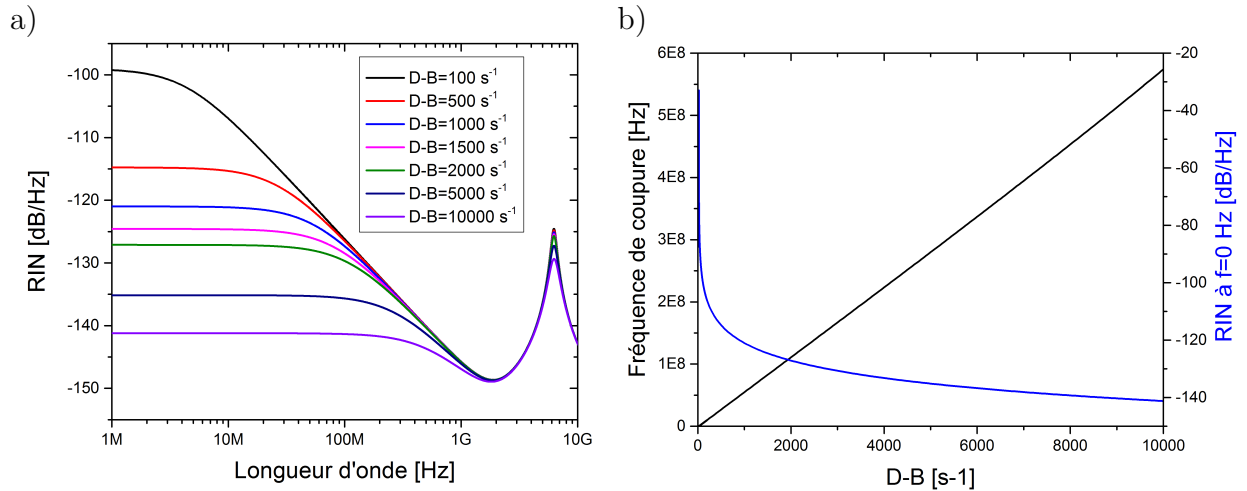 a)
-100
-110
-120
-130
-140
-150
RIN [dB/Hz]
D-B=100 s-1
D-B=500 s-1
D-B=1000 s-1
D-B=1500 s-1
D-B=2000 s-1
D-B=5000 s-1
D-B=10000 s-1
1M
10M
100M
1G
10G
Longueur d'onde [Hz]
b)
6E8
5E8
4E8
3E8
2E8
1E8
0
Fréquence de coupure [Hz]
-20
-40
-60
-80
-100
-120
-140
RIN à f=0 Hz [dB/Hz]
0
2000
4000
6000
8000
10000
D-B [s-1]